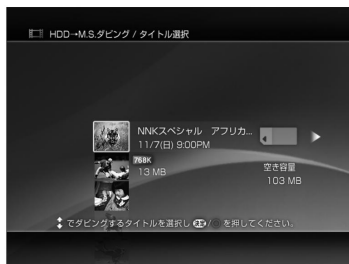 HDD→M.S.ダビング / タイトル選択
NNKスペシャル アフリカ...
11/7(日) 9:00PM
768K
13 MB
空き容量
103 MB
でダビングするタイトルを選択し 決定/ を押してください。